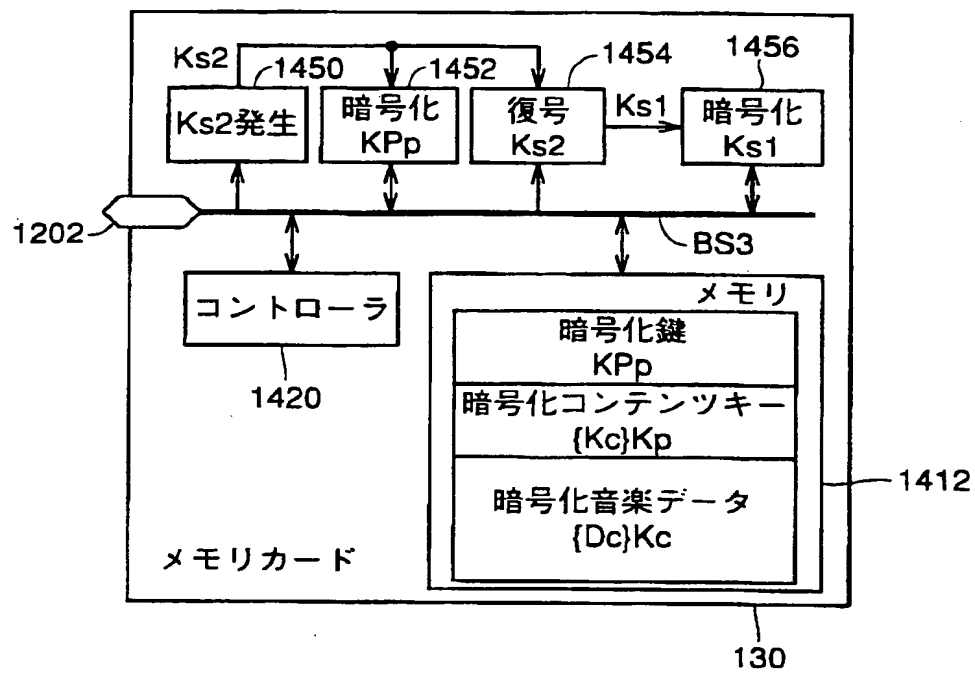 Ks2
1450
1452
1454
1456
Ks2発生
暗号化
KPp
復号
Ks2
Ks1
暗号化
Ks1
1202
BS3
コントローラ
1420
メモリ
暗号化鍵
KPp
暗号化コンテンツキー
{Kc}Kp
暗号化音楽データ
{Dc}Kc
1412
メモリカード
130